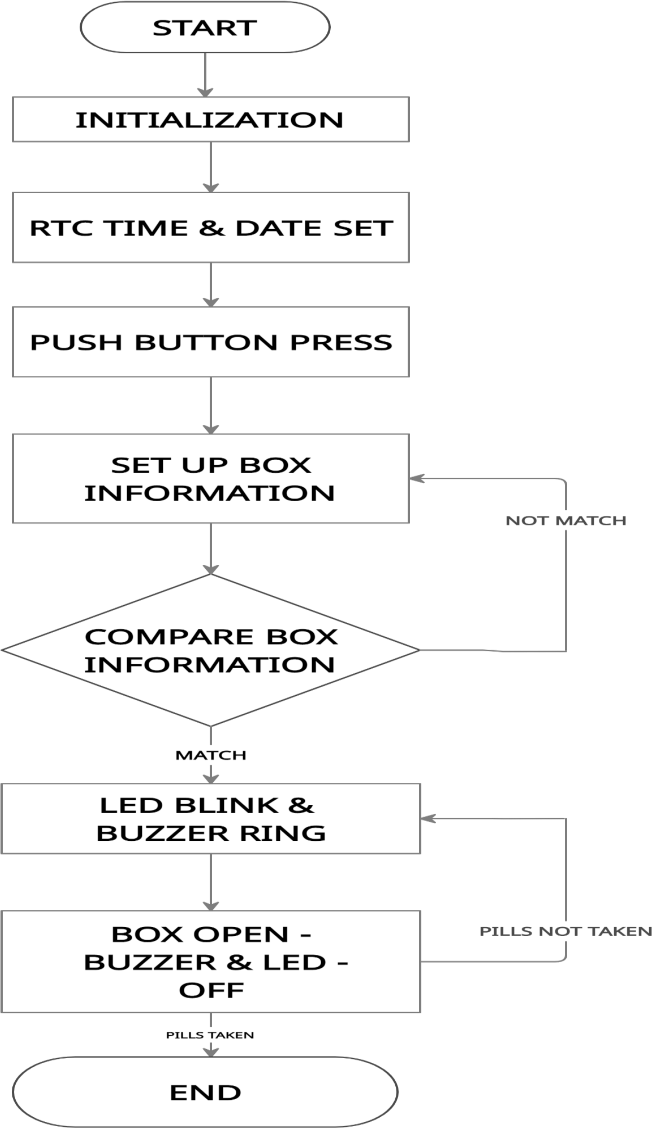 START
INITIALIZATION
RTC TIME & DATE SET
PUSH BUTTON PRESS
SET UP BOX
INFORMATION
NOT MATCH
COMPARE BOX
INFORMATION
MATCH
LED BLINK &
BUZZER RING
BOX OPEN -
PILLS NOT TAKEN
BUZZER & LED -
OFF
PILLS TAKEN
END